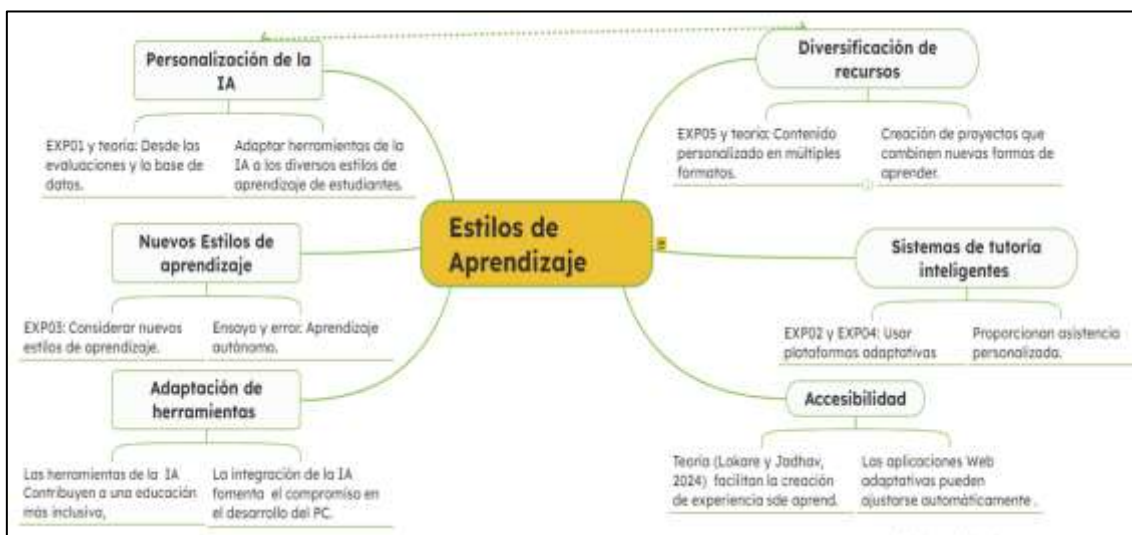 Personalización de la
IA
EXP01 y teoría: Desde las
evaluaciones y la base de
datos.
Adaptar herramientas de la
IA a los diversos estilos de
aprendizaje de estudiantes.
Nuevos Estilos de
aprendizaje
EXP03: Considerar nuevos
estilos de aprendizaje.
Ensayo y error. Aprendizaje
autónomo.
Adaptación de
herramientas
Las herramientas de la IA
Contribuyen a una educación
más inclusiva,
La integración de la IA
fomenta el compromiso en
el desarrollo del PC.
Estilos de
Aprendizaje
Diversificación de
recursos
EXP05 y teoría: Contenido
personalizado en múltiples
formatos.
Creación de proyectos que
combinen nuevas formas de
aprender.
Sistemas de tutoría
inteligentes
EXP02 y EXP04: Usar
plataformas adaptativas
Proporcionan asistencia
personalizada.
Accesibilidad
Teoría (Lokare y Jadhav,
2024) facilitan la creación
de experiencia sde aprend.
Las aplicaciones Web
adaptativas pueden
ajustarse automáticamente .